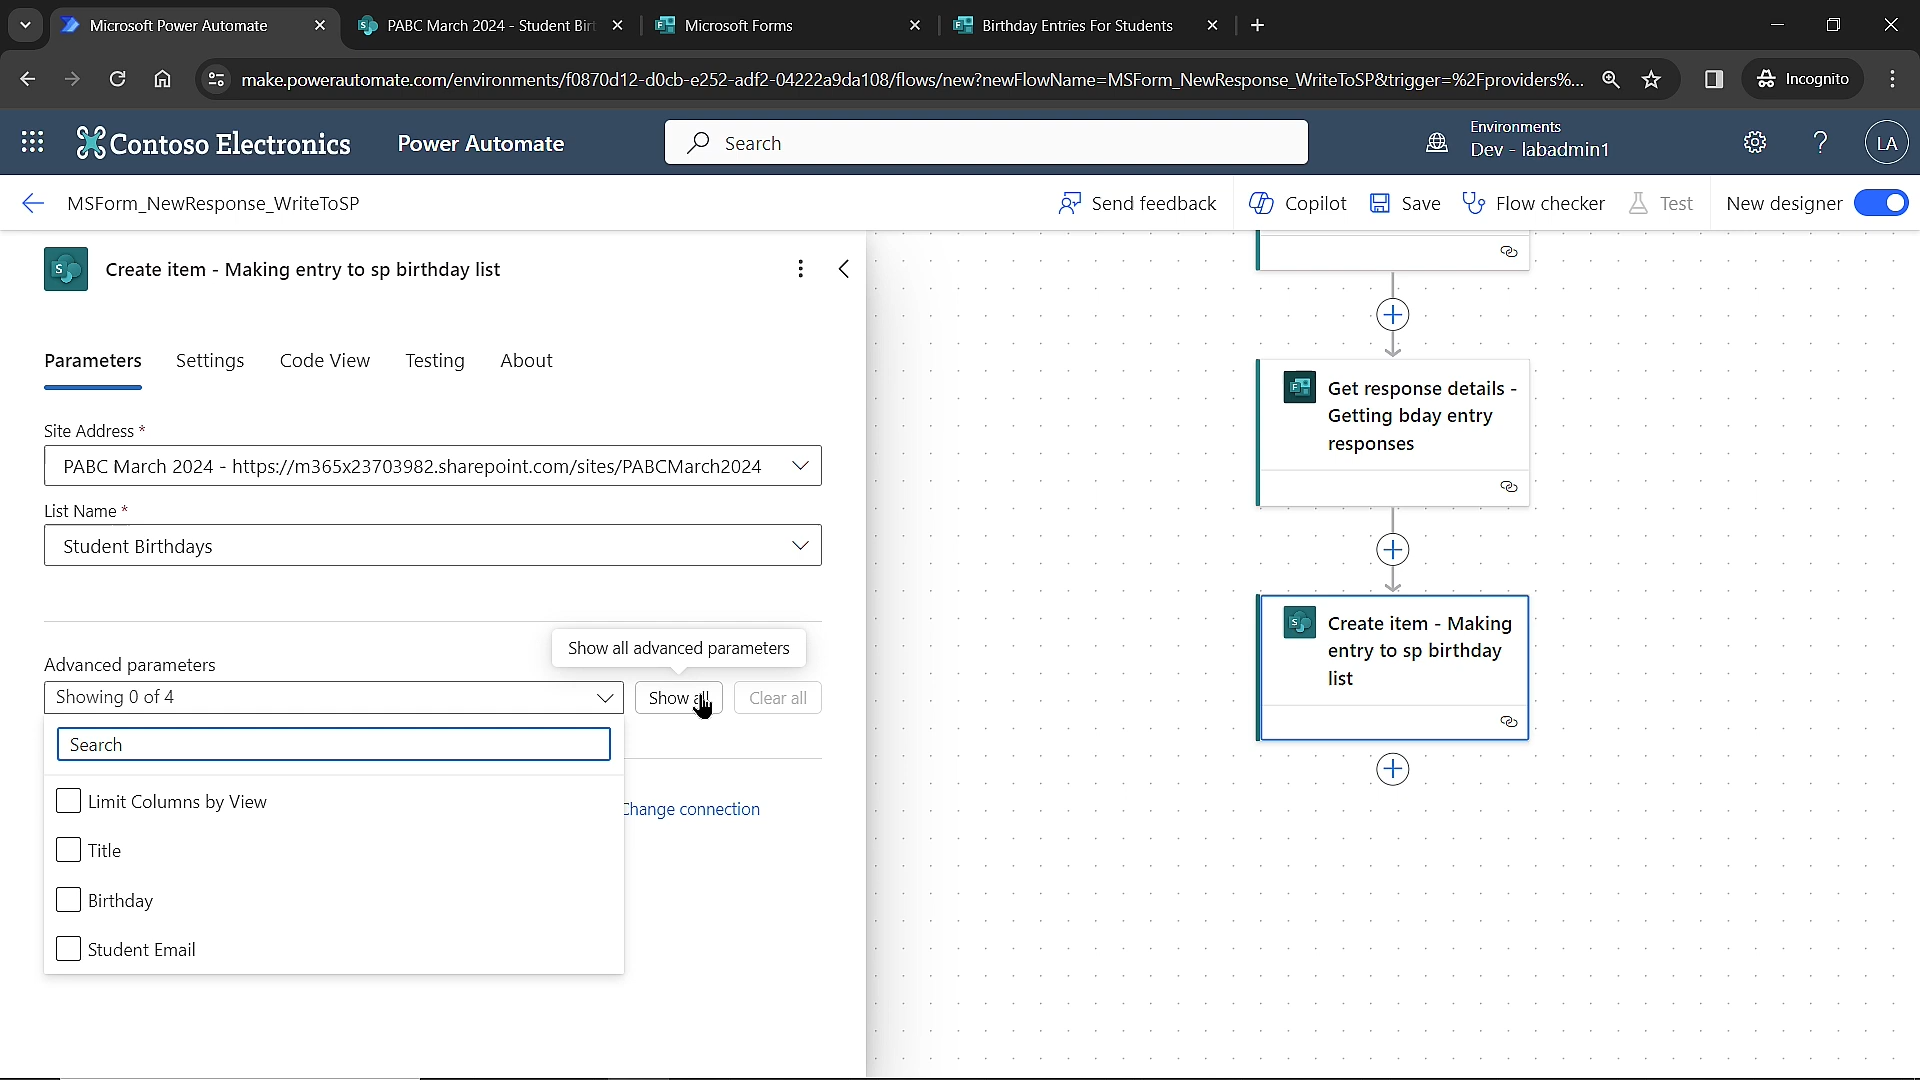 Microsoft Power Automate
PABC March 2024 - Student Birt
Microsoft Forms
Birthday Entries For Students
make.powerautomate.com/environments/f0870d12-d0cb-e252-adf2-04222a9da108/flows/new?newFlowName=MSForm_NewResponse_WriteToSP&trigger=%2Fproviders%...
Incognito
Contoso Electronics
Power Automate
Search
Environments
Dev - labadmin1
?
LA
MSForm_NewResponse_WriteToSP
Send feedback
Copilot
Save
Flow checker
Test
New designer
Create item - Making entry to sp birthday list
Parameters
Settings
Code View
Testing
About
Site Address *
PABC March 2024 - https://m365x23703982.sharepoint.com/sites/PABCMarch2024
List Name *
Student Birthdays
Show all advanced parameters
Advanced parameters
Showing 0 of 4
Show all
Clear all
Search
Limit Columns by View
Change connection
Title
Birthday
Student Email
Get response details -
Getting bday entry
responses
Create item - Making
entry to sp birthday
list